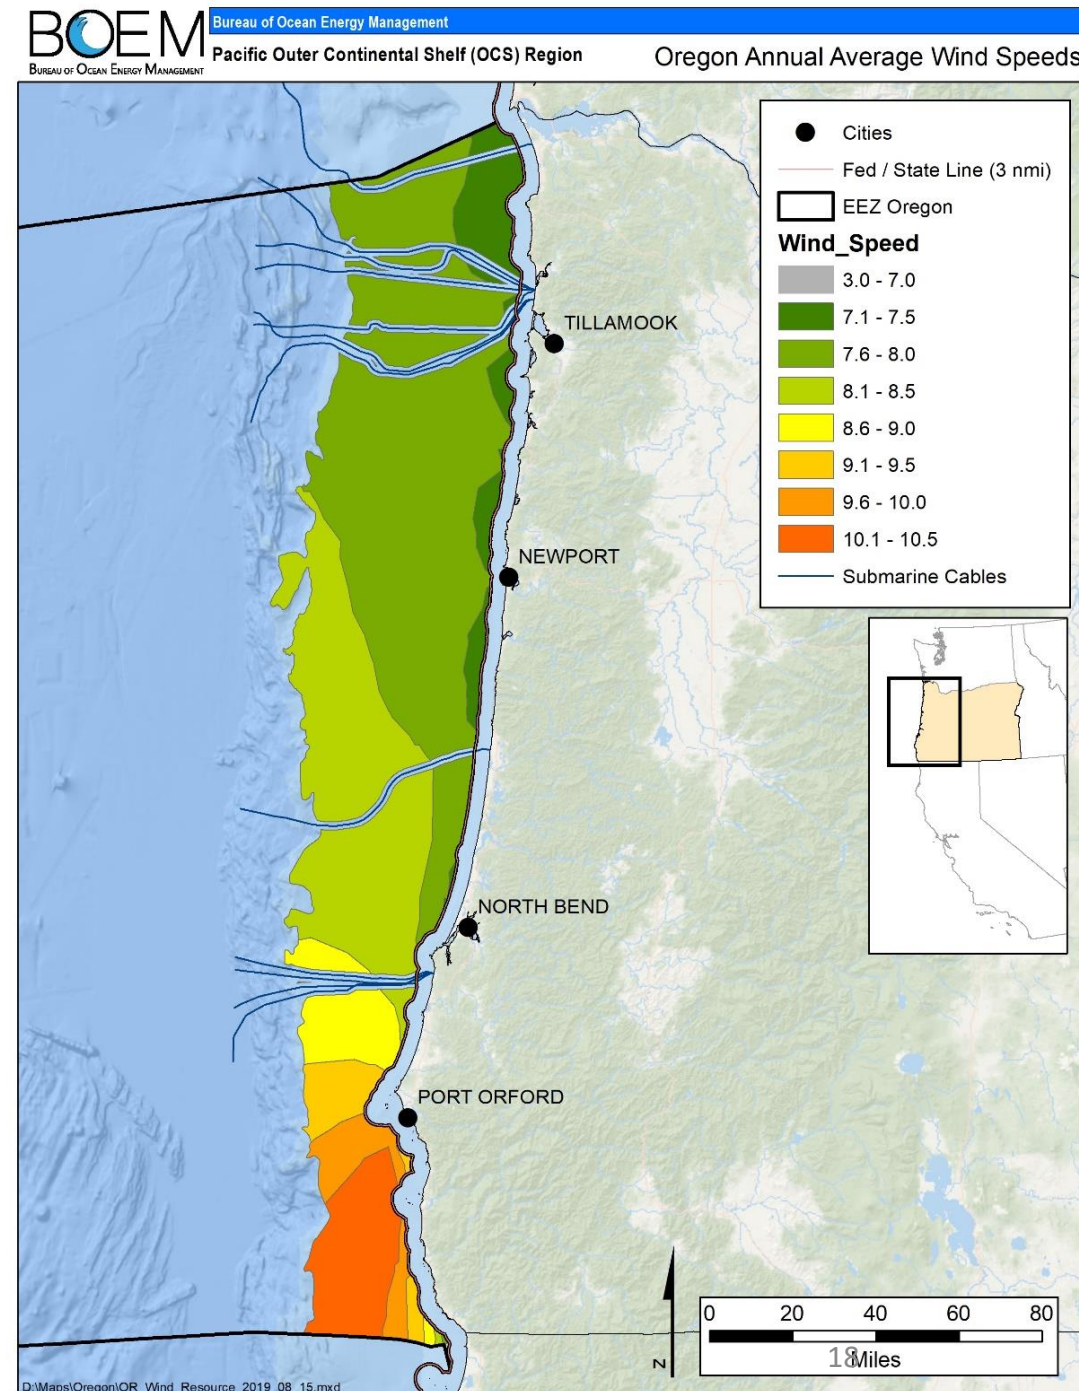 BOEM
BUREAU OF OCEAN ENERGY MANAGEMENT
Bureau of Ocean Energy Management
Pacific Outer Continental Shelf (OCS) Region
Oregon Annual Average Wind Speeds
Cities
Fed / State Line (3 nmi)
EEZ Oregon
Wind_Speed
3.0 - 7.0
7.1 - 7.5
7.6 - 8.0
8.1 - 8.5
8.6 - 9.0
9.1 - 9.5
9.6 - 10.0
10.1 - 10.5
Submarine Cables
TILLAMOOK
NEWPORT
NORTH BEND
PORT ORFORD
N
0 20 40 60 80
Miles
18
D:\Maps\Oregon\OR_Wind_Resource_2019_08_15.mxd